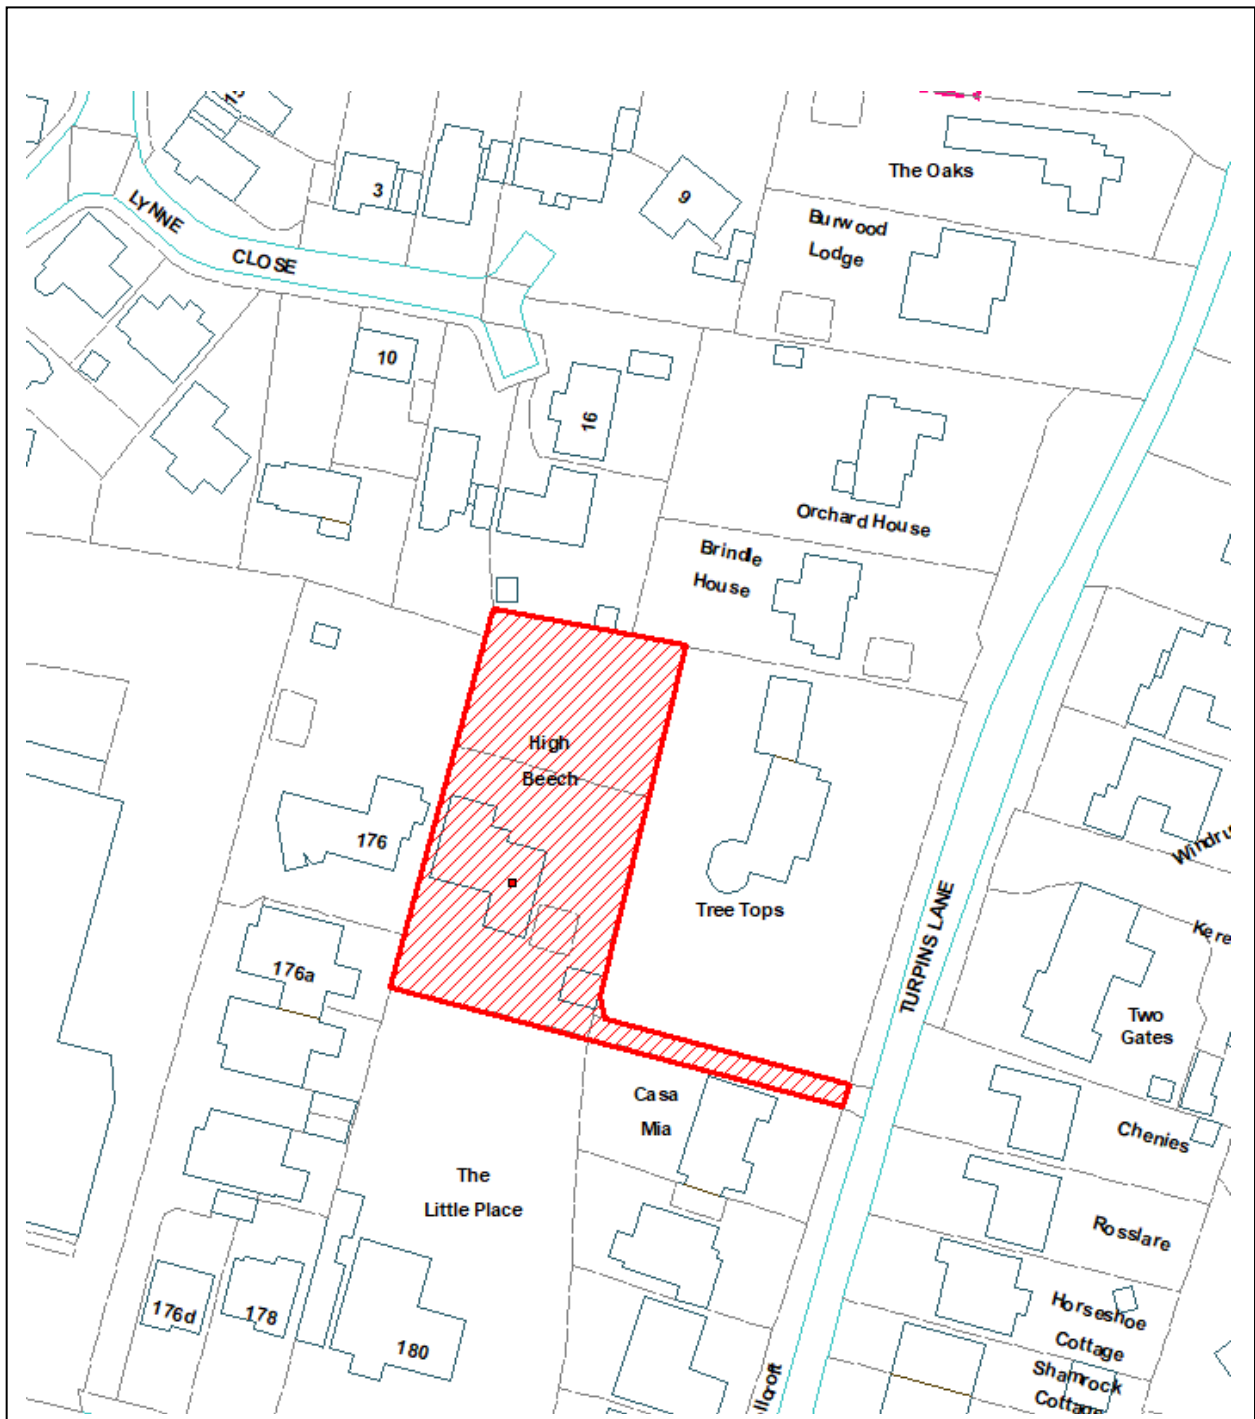 The Oaks
3
9
LYNNE
CLOSE
Burwood
Lodge
10
16
Orchard House
Brindle
House
High
Beech
176
Tree Tops
TURPINS LANE
176a
Two
Gates
Casa
Mia
Chenies
The
Little Place
Rosslare
176d
178
180
Horseshoe
Cottage
Shamrock
Cottage